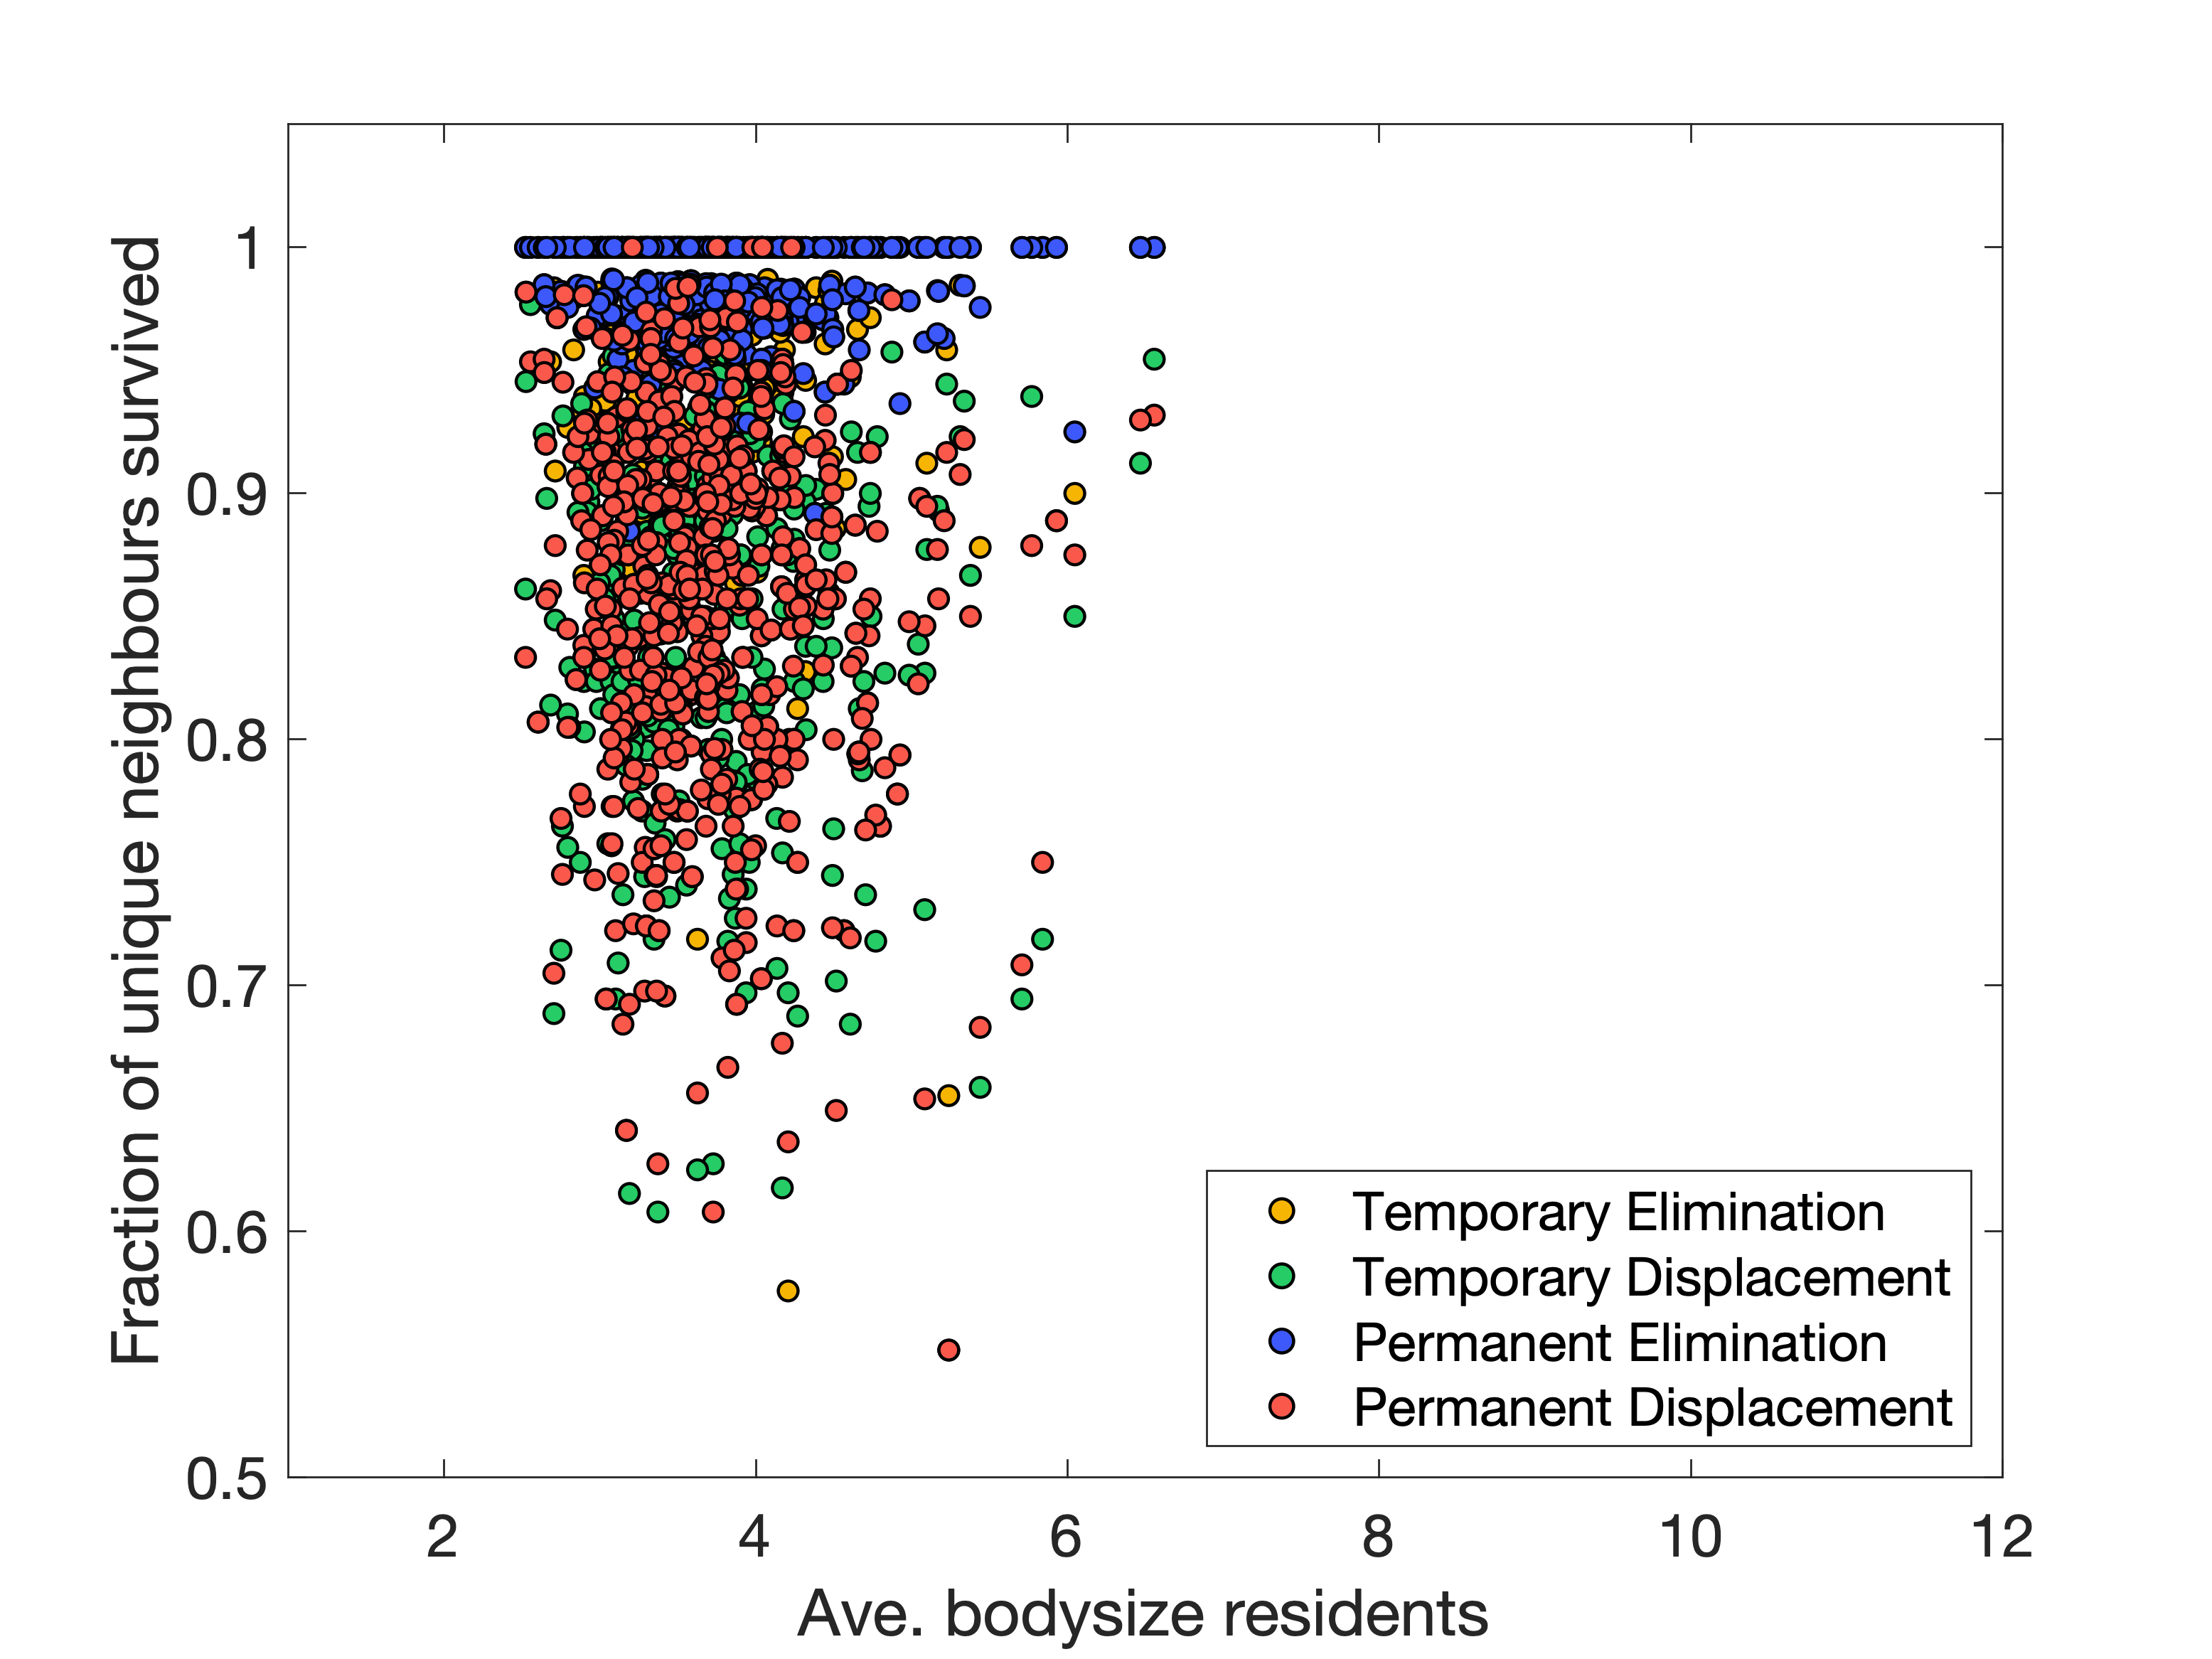 Fraction of unique neighbours survived
1
0.9
0.8
0.7
0.6
0.5
Temporary Elimination
Temporary Displacement
Permanent Elimination
Permanent Displacement
2 4 6 8 10 12
Ave. bodysize residents